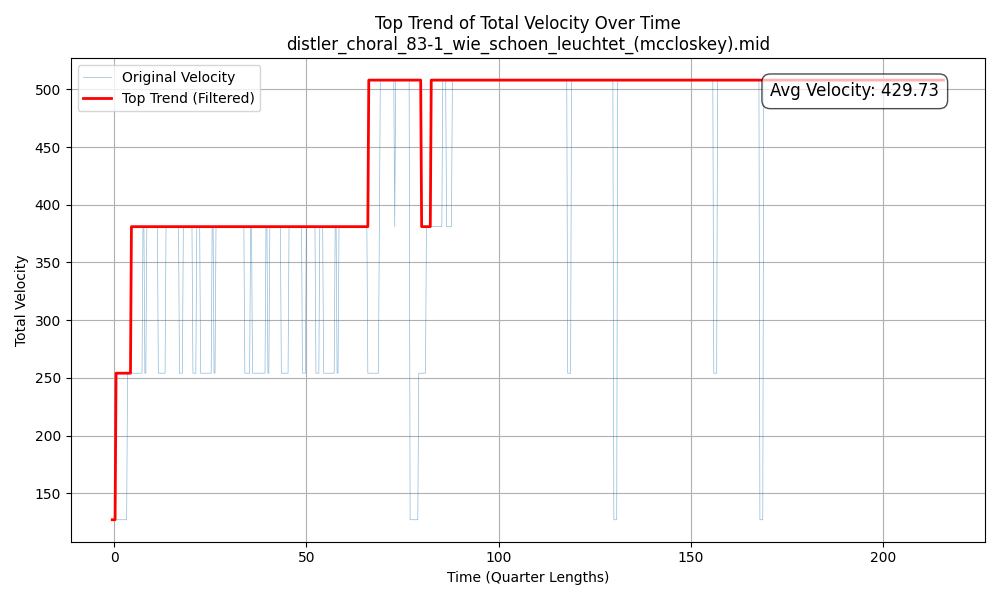 Top Trend of Total Velocity Over Time
distler_choral_83-1_wie_schoen_leuchtet_(mccloskey).mid
Original Velocity
Top Trend (Filtered)
Avg Velocity: 429.73
Total Velocity
500
450
400
350
300
250
200
150
0
50
100
150
200
Time (Quarter Lengths)